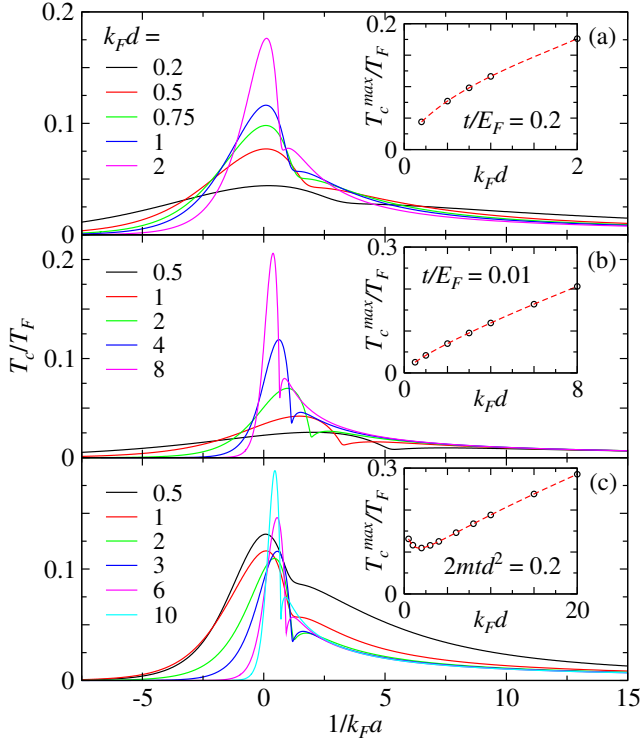 k_F d =
0.2
0.5
0.75
1
2
(a)
T_c^max/T_F
0.2
0
t/E_F = 0.2
0
2
k_F d
0.2
0.1
0
(b)
0.5
1
2
4
8
T_c^max/T_F
0.3
0
t/E_F = 0.01
0
8
k_F d
T_c/T_F
0.2
0.1
0
(c)
0.5
1
2
3
6
10
T_c^max/T_F
0.3
0
2mtd² = 0.2
0
10
20
k_F d
0.1
0
-5
0
5
10
15
1/k_F a